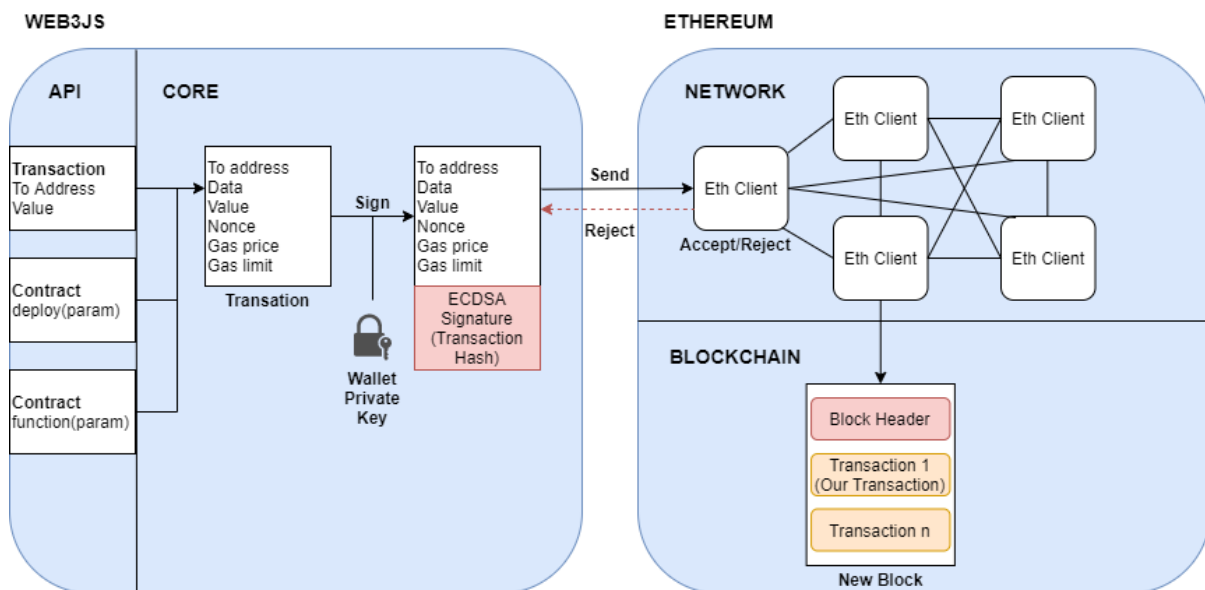 WEB3JS
API
CORE
Transaction
To Address
Value
Contract
deploy(param)
Contract
function(param)
To address
Data
Value
Nonce
Gas price
Gas limit
Transation
Sign
Wallet
Private
Key
To address
Data
Value
Nonce
Gas price
Gas limit
ECDSA
Signature
(Transaction
Hash)
Send
Reject
ETHEREUM
NETWORK
Eth Client
Accept/Reject
Eth Client
Eth Client
Eth Client
Eth Client
BLOCKCHAIN
Block Header
Transaction 1
(Our Transaction)
Transaction n
New Block